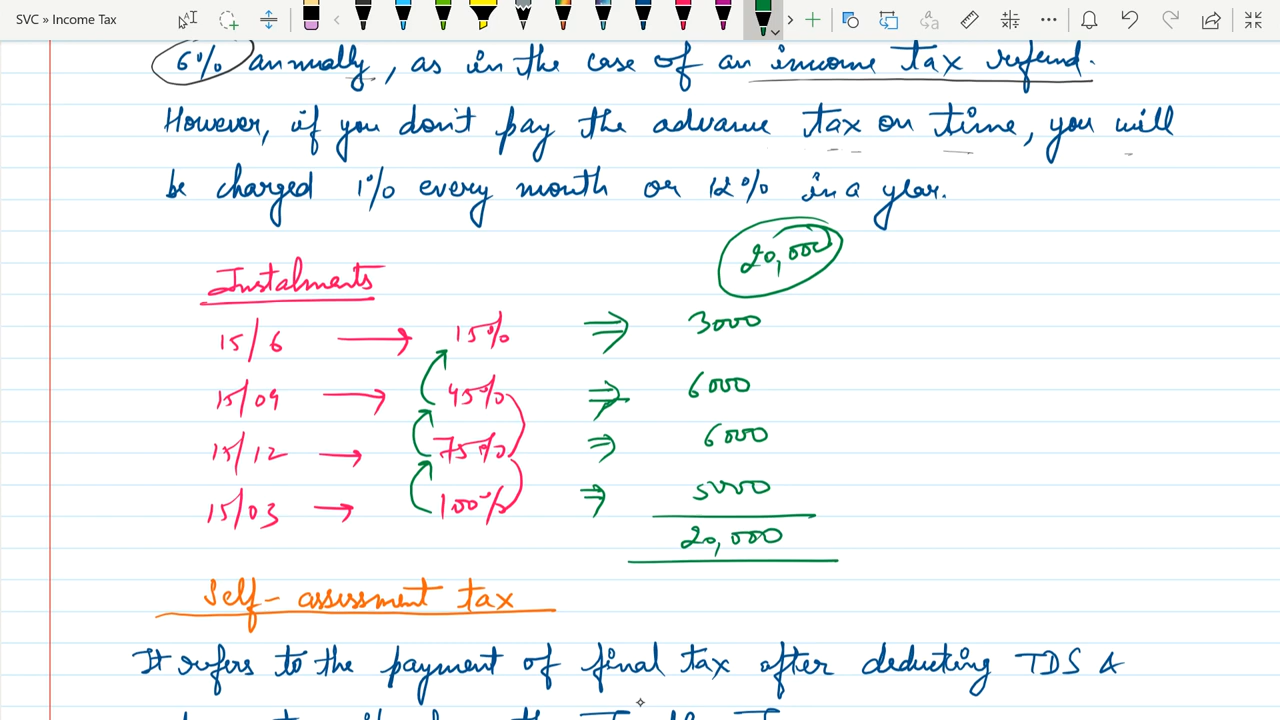 SVC » Income Tax
6% annually, as in the case of an income tax refund.
However, if you don't pay the advance tax on time, you will
be charged 1% every month or 12% in a year.
20,000
Instalments
15/6 → 15% ⇒ 3000
15/09 → 45% ⇒ 6000
15/12 → 75% ⇒ 6000
15/03 → 100% ⇒ 5000
20,000
Self-assessment tax
It refers to the payment of final tax after deducting TDS &